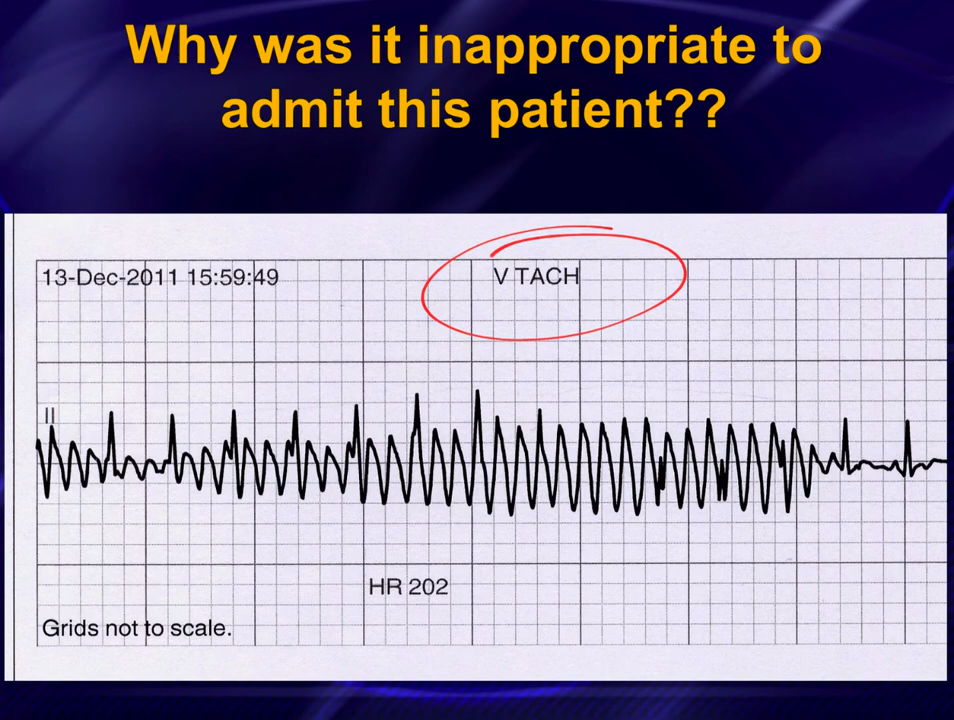 Why was it inappropriate to
admit this patient??
13-Dec-2011 15:59:49 V TACH
II
HR 202
Grids not to scale.